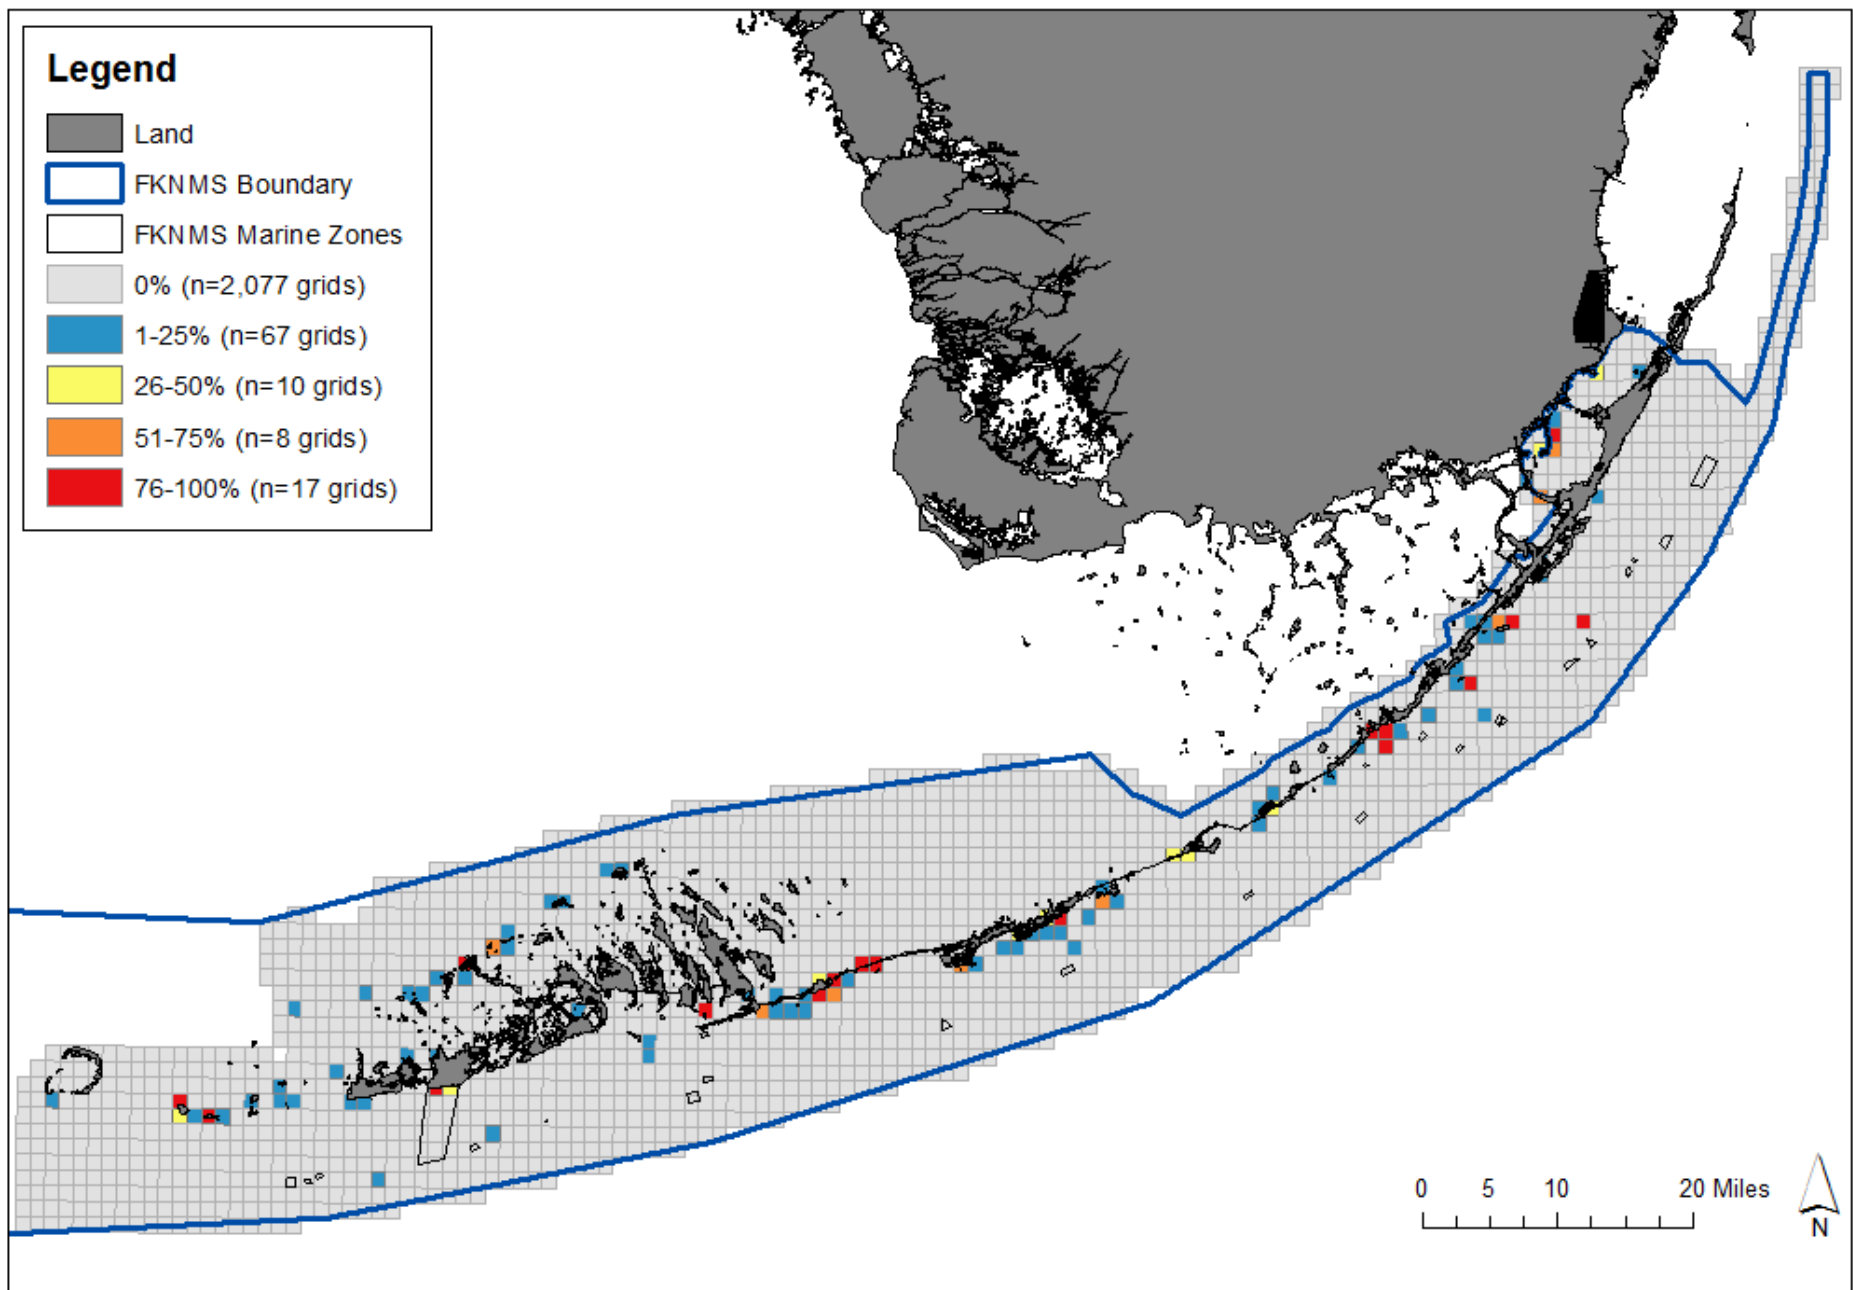 Legend
Land
FKNMS Boundary
FKNMS Marine Zones
0% (n=2,077 grids)
1-25% (n=67 grids)
26-50% (n=10 grids)
51-75% (n=8 grids)
76-100% (n=17 grids)
0 5 10 20 Miles
N